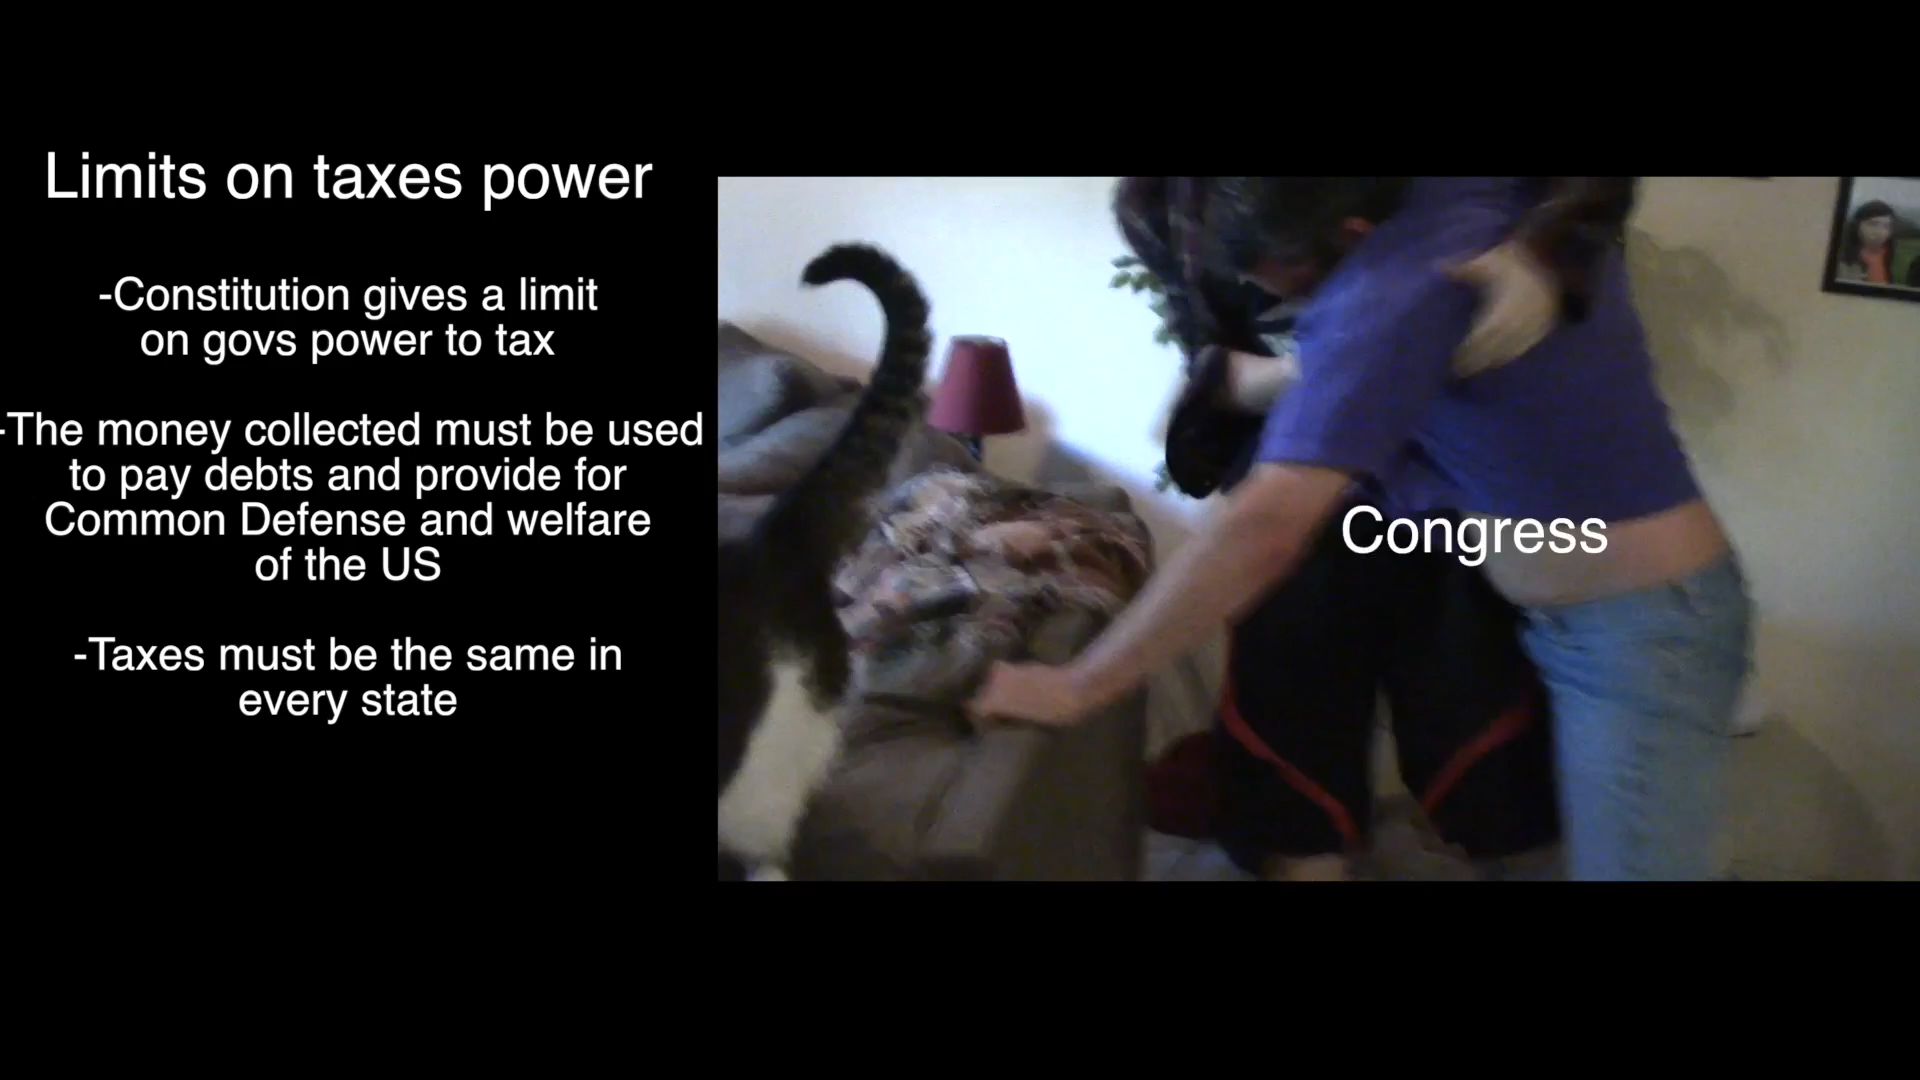 Limits on taxes power
-Constitution gives a limit
on govs power to tax
-The money collected must be used
to pay debts and provide for
Common Defense and welfare
of the US
-Taxes must be the same in
every state
Congress